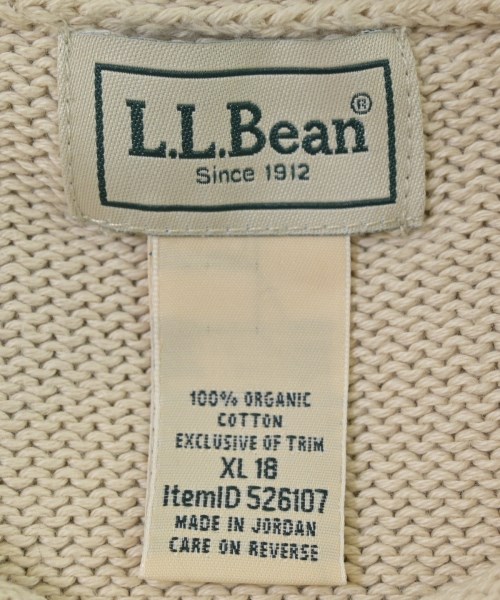 L.L.Bean®
Since 1912
100% ORGANIC
COTTON
EXCLUSIVE OF TRIM
XL 18
ItemID 526107
MADE IN JORDAN
CARE ON REVERSE